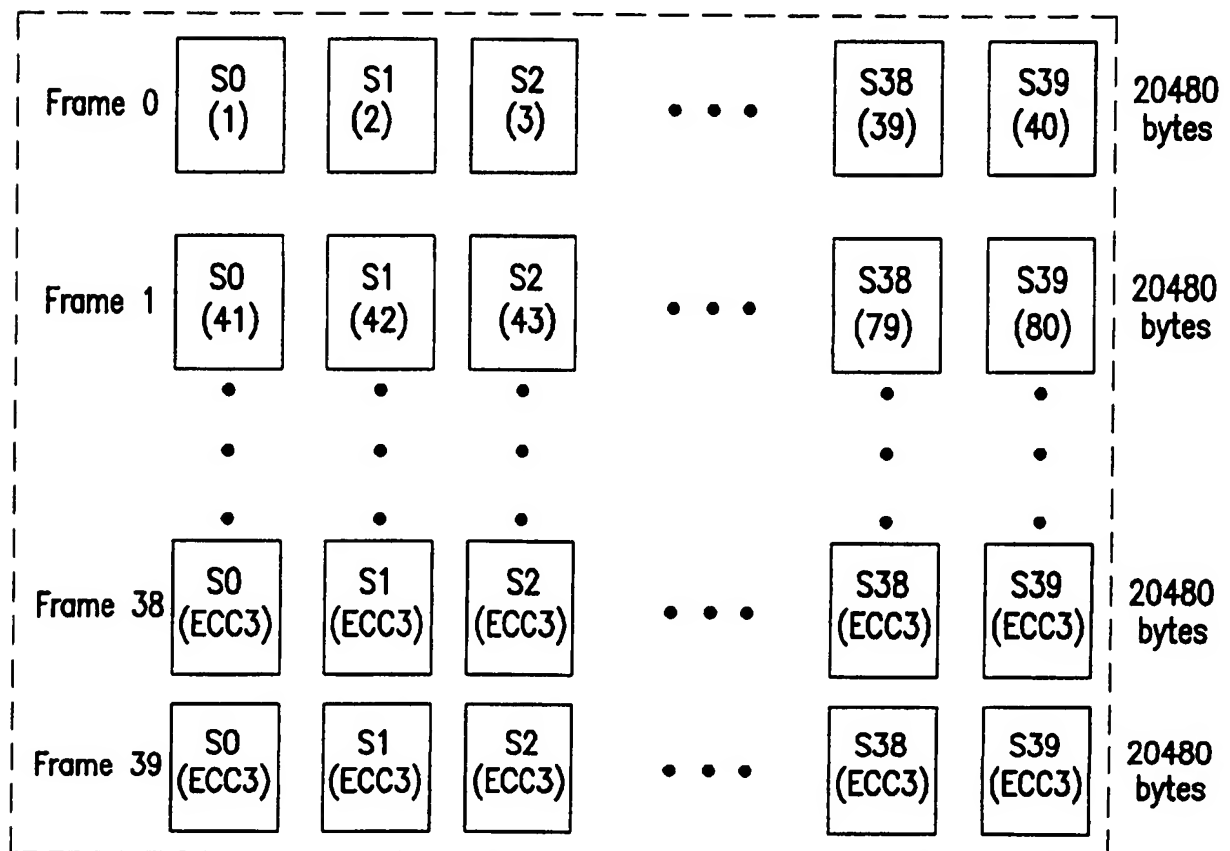 Frame 0
S0
(1)
S1
(2)
S2
(3)
S38
(39)
S39
(40)
20480
bytes
Frame 1
S0
(41)
S1
(42)
S2
(43)
S38
(79)
S39
(80)
20480
bytes
Frame 38
S0
(ECC3)
S1
(ECC3)
S2
(ECC3)
S38
(ECC3)
S39
(ECC3)
20480
bytes
Frame 39
S0
(ECC3)
S1
(ECC3)
S2
(ECC3)
S38
(ECC3)
S39
(ECC3)
20480
bytes